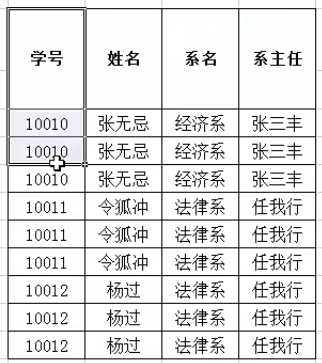 学号 姓名 系名 系主任
10010 张无忌 经济系 张三丰
10010 张无忌 经济系 张三丰
10010 张无忌 经济系 张三丰
10011 令狐冲 法律系 任我行
10011 令狐冲 法律系 任我行
10011 令狐冲 法律系 任我行
10012 杨过 法律系 任我行
10012 杨过 法律系 任我行
10012 杨过 法律系 任我行